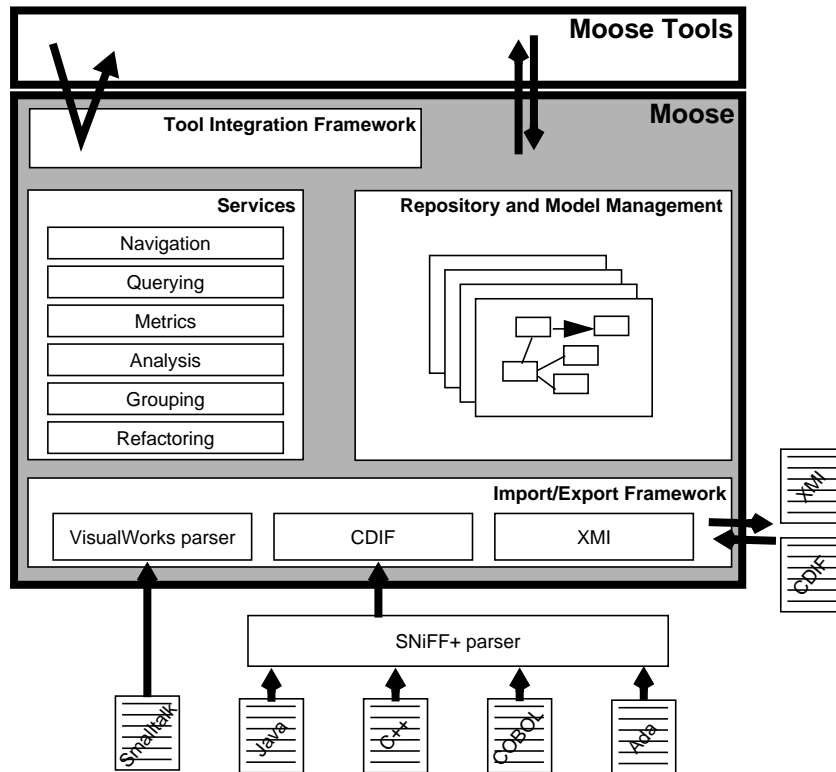 Moose Tools
Moose
Tool Integration Framework
Services
Navigation
Querying
Metrics
Analysis
Grouping
Refactoring
Repository and Model Management
Import/Export Framework
VisualWorks parser
CDIF
XMI
XMI
CDIF
SNiFF+ parser
Smalltalk
Java
C++
COBOL
Ada